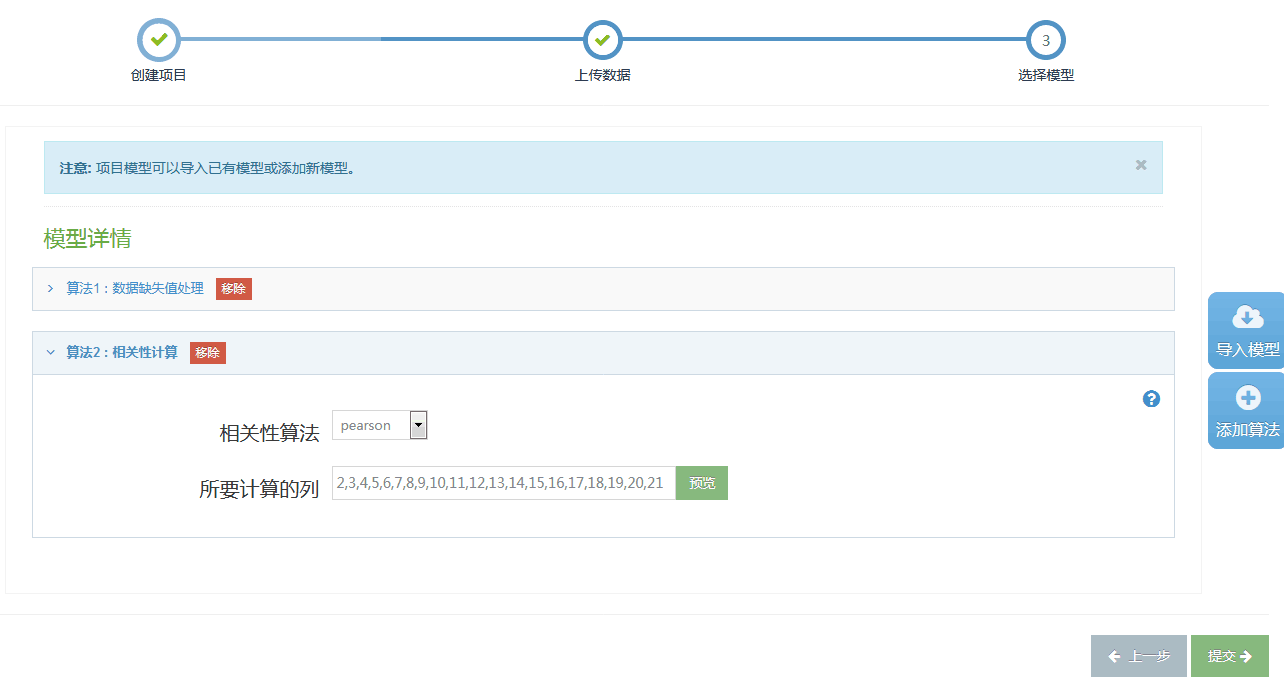 3
创建项目
上传数据
选择模型
注意: 项目模型可以导入已有模型或添加新模型。
模型详情
算法1：数据缺失值处理 移除
算法2：相关性计算 移除
导入模型
添加算法
相关性算法 pearson
所要计算的列 2,3,4,5,6,7,8,9,10,11,12,13,14,15,16,17,18,19,20,21 预览
上一步 提交